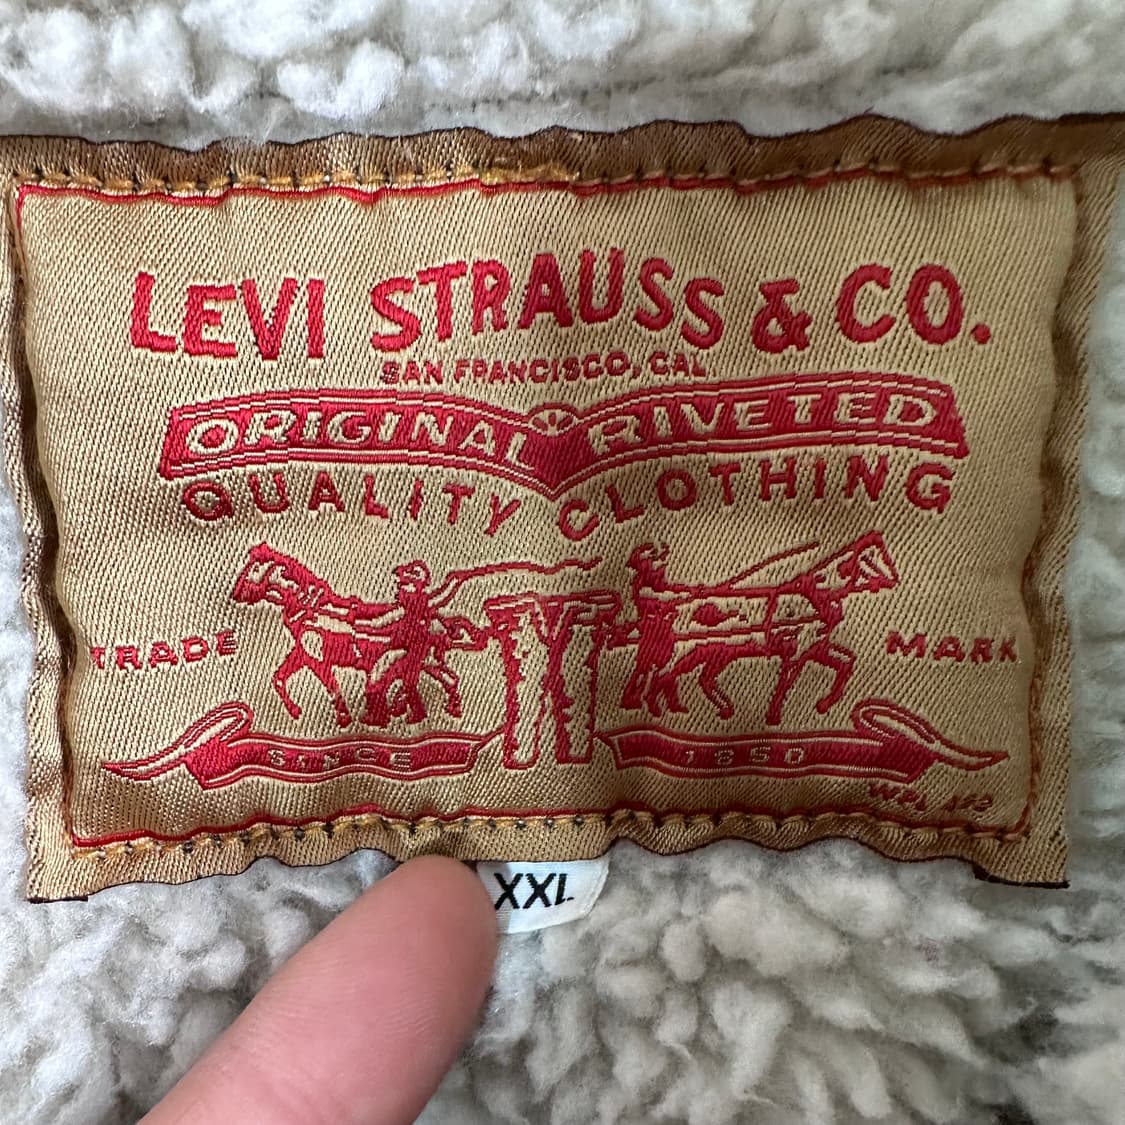 LEVI STRAUSS & CO.
SAN FRANCISCO, CAL
ORIGINAL RIVETED
QUALITY CLOTHING
TRADE MARK
SINCE 1850
WPL 423
XXL